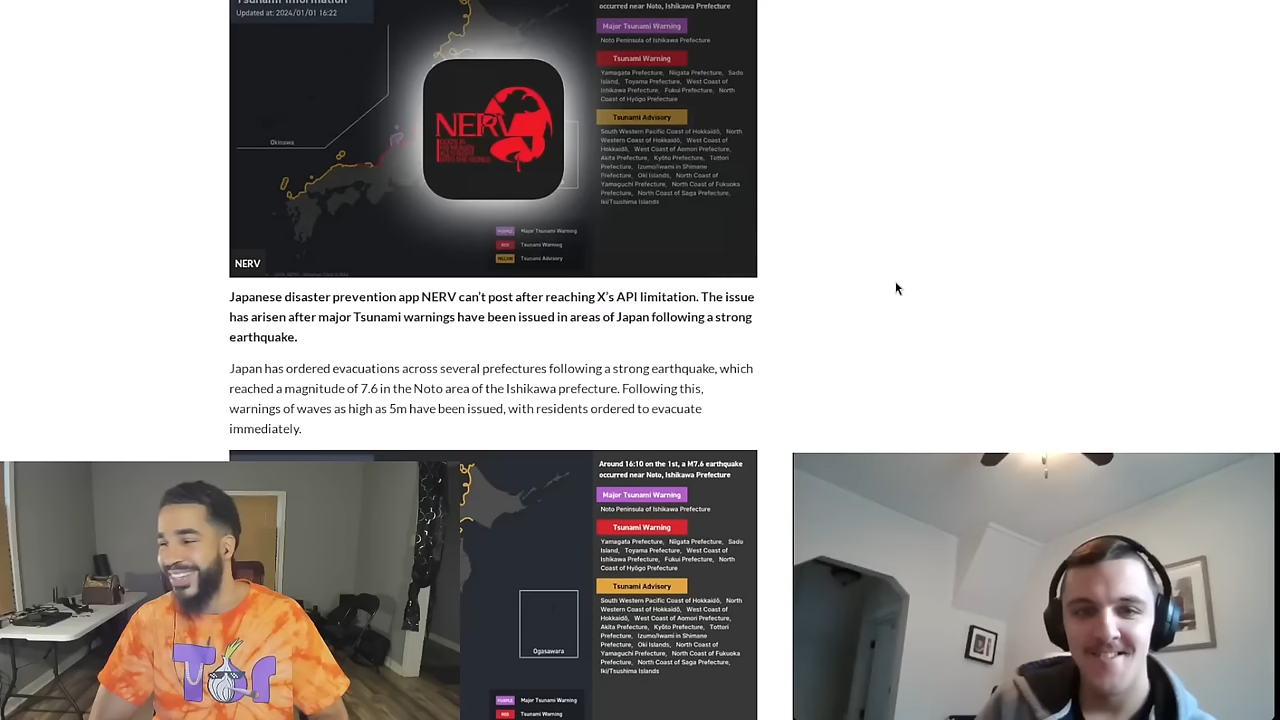 Tsunami Information
Updated at: 2024/01/01 16:22
occurred near Noto, Ishikawa Prefecture
Major Tsunami Warning
Noto Peninsula of Ishikawa Prefecture
Tsunami Warning
Yamagata Prefecture, Niigata Prefecture, Sado
Island, Toyama Prefecture, West Coast of
Ishikawa Prefecture, Fukui Prefecture, North
Coast of Hyōgo Prefecture
Tsunami Advisory
South Western Pacific Coast of Hokkaidō, North
Western Coast of Hokkaidō, West Coast of
Hokkaidō, West Coast of Aomori Prefecture,
Akita Prefecture, Kyōto Prefecture, Tottori
Prefecture, Izumo/Iwami in Shimane
Prefecture, Oki Islands, North Coast of
Yamaguchi Prefecture, North Coast of Fukuoka
Prefecture, North Coast of Saga Prefecture,
Iki/Tsushima Islands
Okinawa
NERV
PURPLE Major Tsunami Warning
RED Tsunami Warning
YELLOW Tsunami Advisory
NERV
Japanese disaster prevention app NERV can't post after reaching X's API limitation. The issue
has arisen after major Tsunami warnings have been issued in areas of Japan following a strong
earthquake.
Japan has ordered evacuations across several prefectures following a strong earthquake, which
reached a magnitude of 7.6 in the Noto area of the Ishikawa prefecture. Following this,
warnings of waves as high as 5m have been issued, with residents ordered to evacuate
immediately.
Around 16:10 on the 1st, a M7.6 earthquake
occurred near Noto, Ishikawa Prefecture
Major Tsunami Warning
Noto Peninsula of Ishikawa Prefecture
Tsunami Warning
Yamagata Prefecture, Niigata Prefecture, Sado
Island, Toyama Prefecture, West Coast of
Ishikawa Prefecture, Fukui Prefecture, North
Coast of Hyōgo Prefecture
Tsunami Advisory
South Western Pacific Coast of Hokkaidō, North
Western Coast of Hokkaidō, West Coast of
Hokkaidō, West Coast of Aomori Prefecture,
Akita Prefecture, Kyōto Prefecture, Tottori
Prefecture, Izumo/Iwami in Shimane
Prefecture, Oki Islands, North Coast of
Yamaguchi Prefecture, North Coast of Fukuoka
Prefecture, North Coast of Saga Prefecture,
Iki/Tsushima Islands
Ogasawara
PURPLE Major Tsunami Warning
RED Tsunami Warning